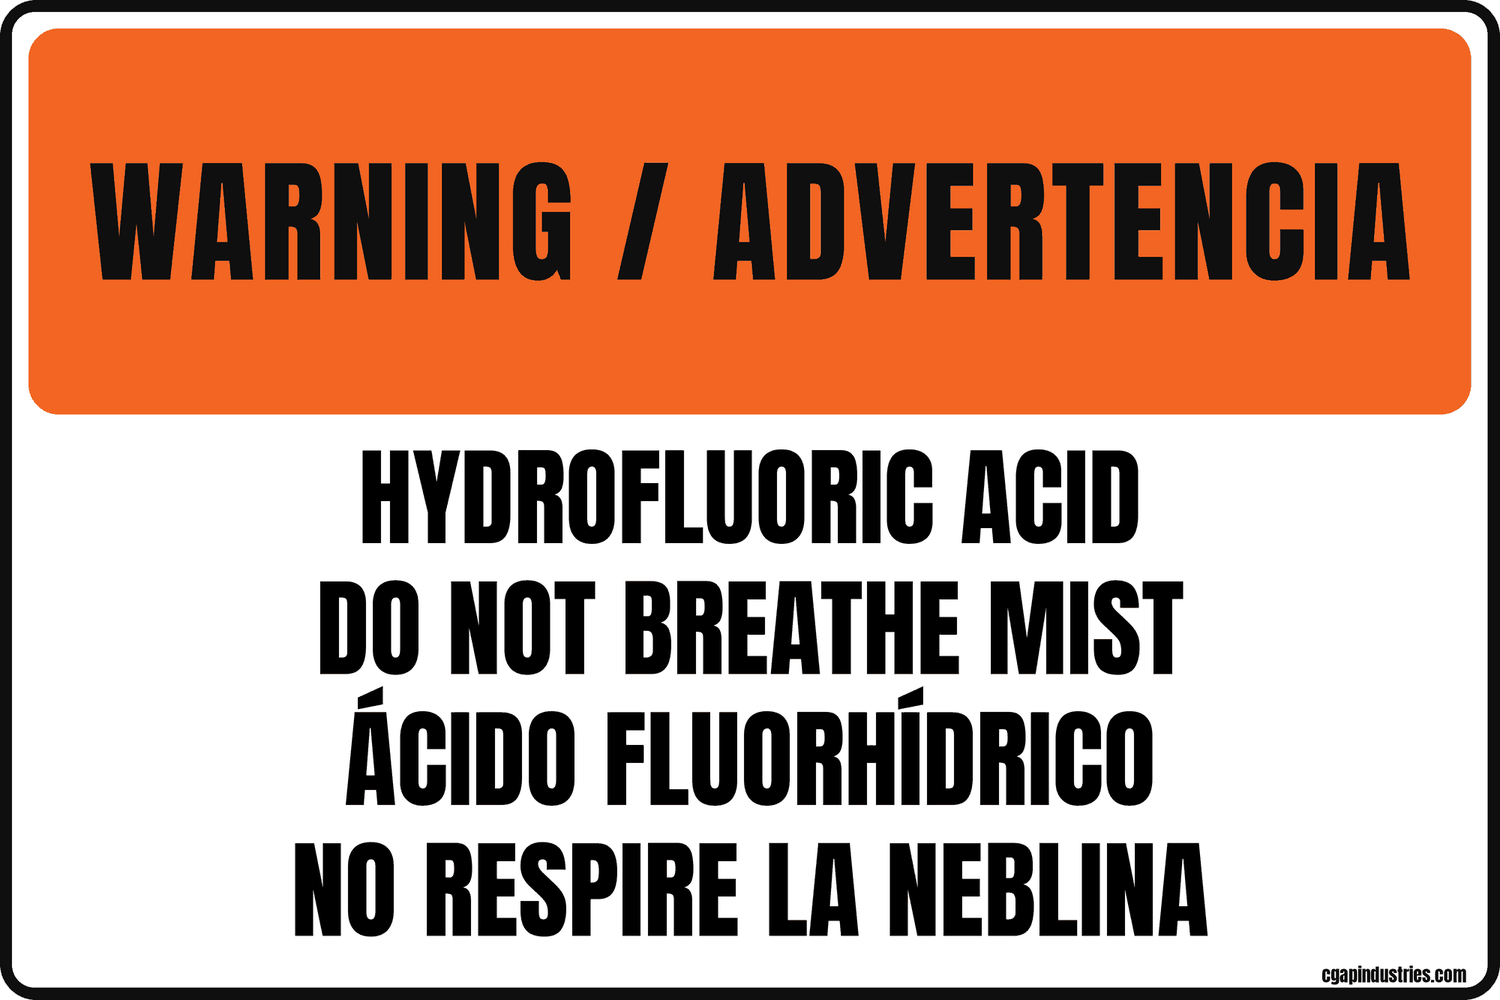 WARNING / ADVERTENCIA
HYDROFLUORIC ACID
DO NOT BREATHE MIST
ÁCIDO FLUORHÍDRICO
NO RESPIRE LA NEBLINA
cgapindustries.com